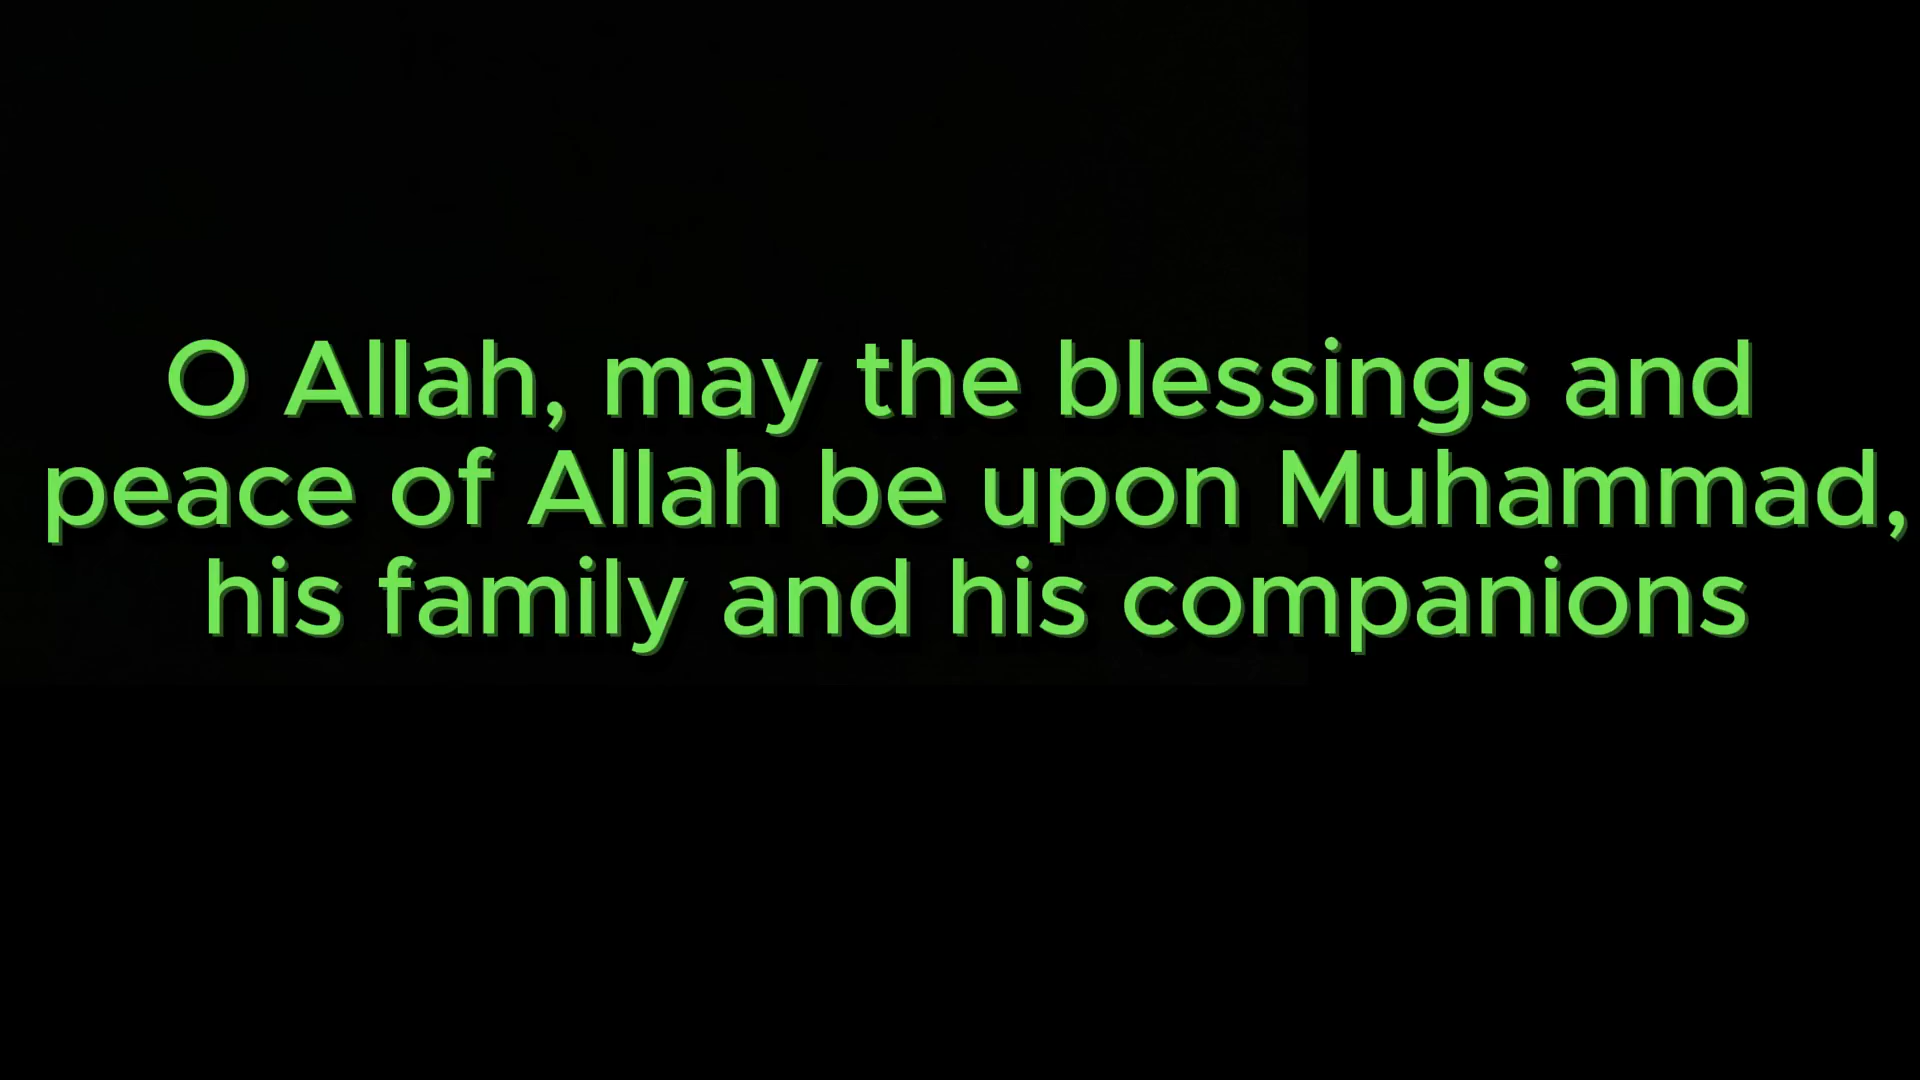 O Allah, may the blessings and
peace of Allah be upon Muhammad,
his family and his companions